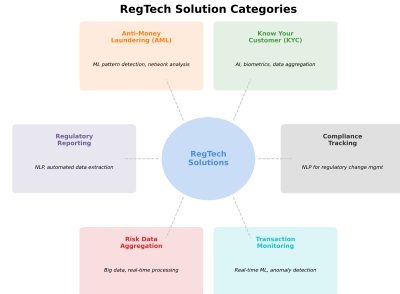 RegTech Solution Categories
Anti-Money
Laundering (AML)
ML pattern detection, network analysis
Know Your
Customer (KYC)
AI, biometrics, data aggregation
Regulatory
Reporting
NLP, automated data extraction
RegTech
Solutions
Compliance
Tracking
NLP for regulatory change mgmt
Risk Data
Aggregation
Big data, real-time processing
Transaction
Monitoring
Real-time ML, anomaly detection